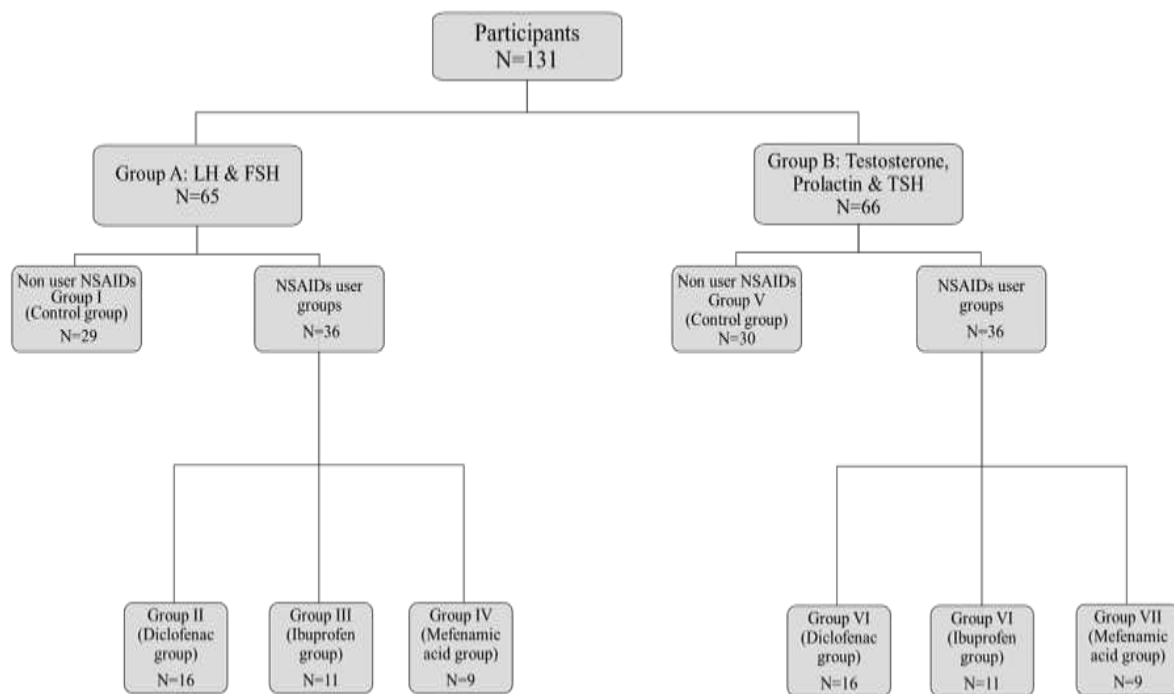 Participants
N=131
Group A: LH & FSH
N=65
Group B: Testosterone,
Prolactin & TSH
N=66
Non user NSAIDs
Group I
(Control group)
N=29
NSAIDs user
groups
N=36
Non user NSAIDs
Group V
(Control group)
N=30
NSAIDs user
groups
N=36
Group II
(Diclofenac
group)
N=16
Group III
(Ibuprofen
group)
N=11
Group IV
(Mefenamic
acid group)
N=9
Group VI
(Diclofenac
group)
N=16
Group VI
(Ibuprofen
group)
N=11
Group VII
(Mefenamic
acid group)
N=9